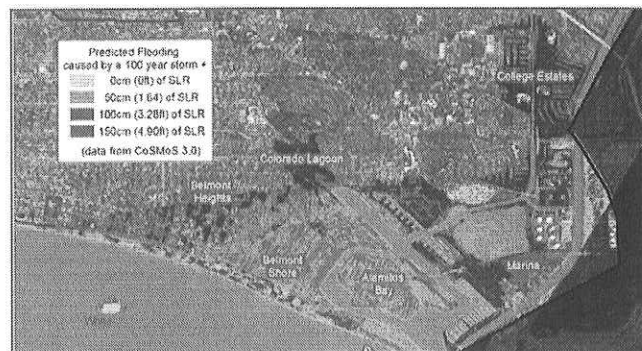 Predicted Flooding
caused by a 100 year storm +
0cm (0ft) of SLR
50cm (1.64) of SLR
100cm (3.28ft) of SLR
150cm (4.90ft) of SLR
(data from CoSMoS 3.0)
College Estates
Colorado Lagoon
Belmont
Heights
Belmont
Shore
Alamitos
Bay
Marina